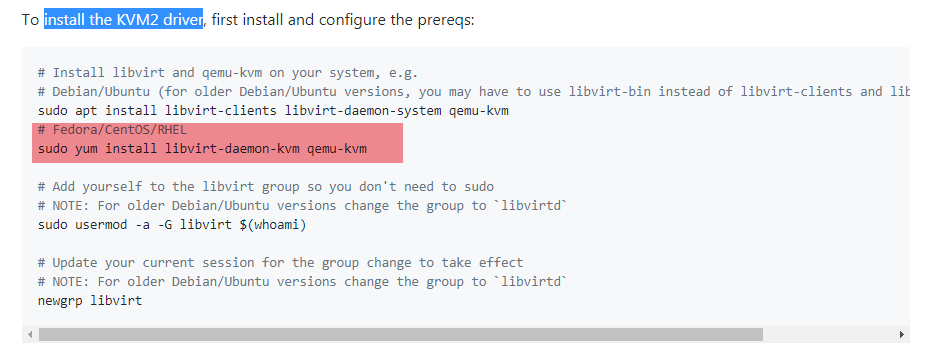 To install the KVM2 driver, first install and configure the prereqs:
# Install libvirt and qemu-kvm on your system, e.g.
# Debian/Ubuntu (for older Debian/Ubuntu versions, you may have to use libvirt-bin instead of libvirt-clients and lib
sudo apt install libvirt-clients libvirt-daemon-system qemu-kvm
# Fedora/CentOS/RHEL
sudo yum install libvirt-daemon-kvm qemu-kvm
# Add yourself to the libvirt group so you don't need to sudo
# NOTE: For older Debian/Ubuntu versions change the group to `libvirtd`
sudo usermod -a -G libvirt $(whoami)
# Update your current session for the group change to take effect
# NOTE: For older Debian/Ubuntu versions change the group to `libvirtd`
newgrp libvirt